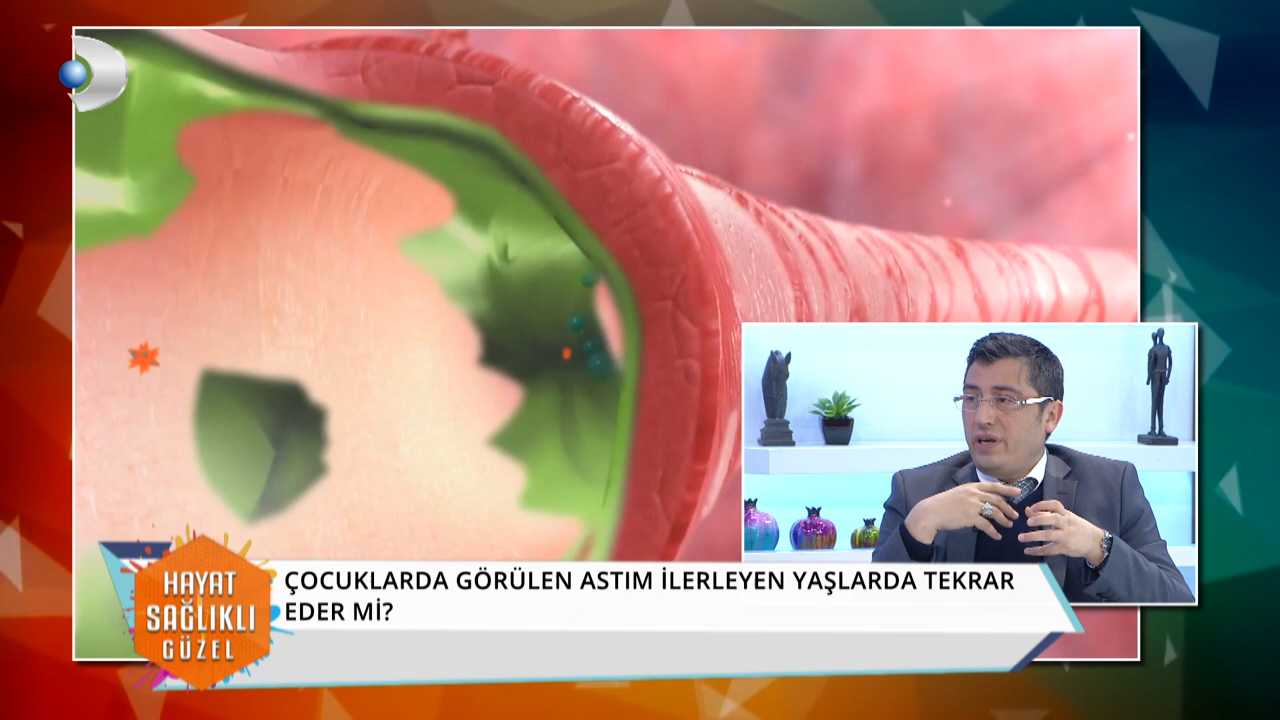 HAYAT
SAĞLIKLI
GÜZEL
ÇOCUKLARDA GÖRÜLEN ASTIM İLERLEYEN YAŞLARDA TEKRAR
EDER Mİ?